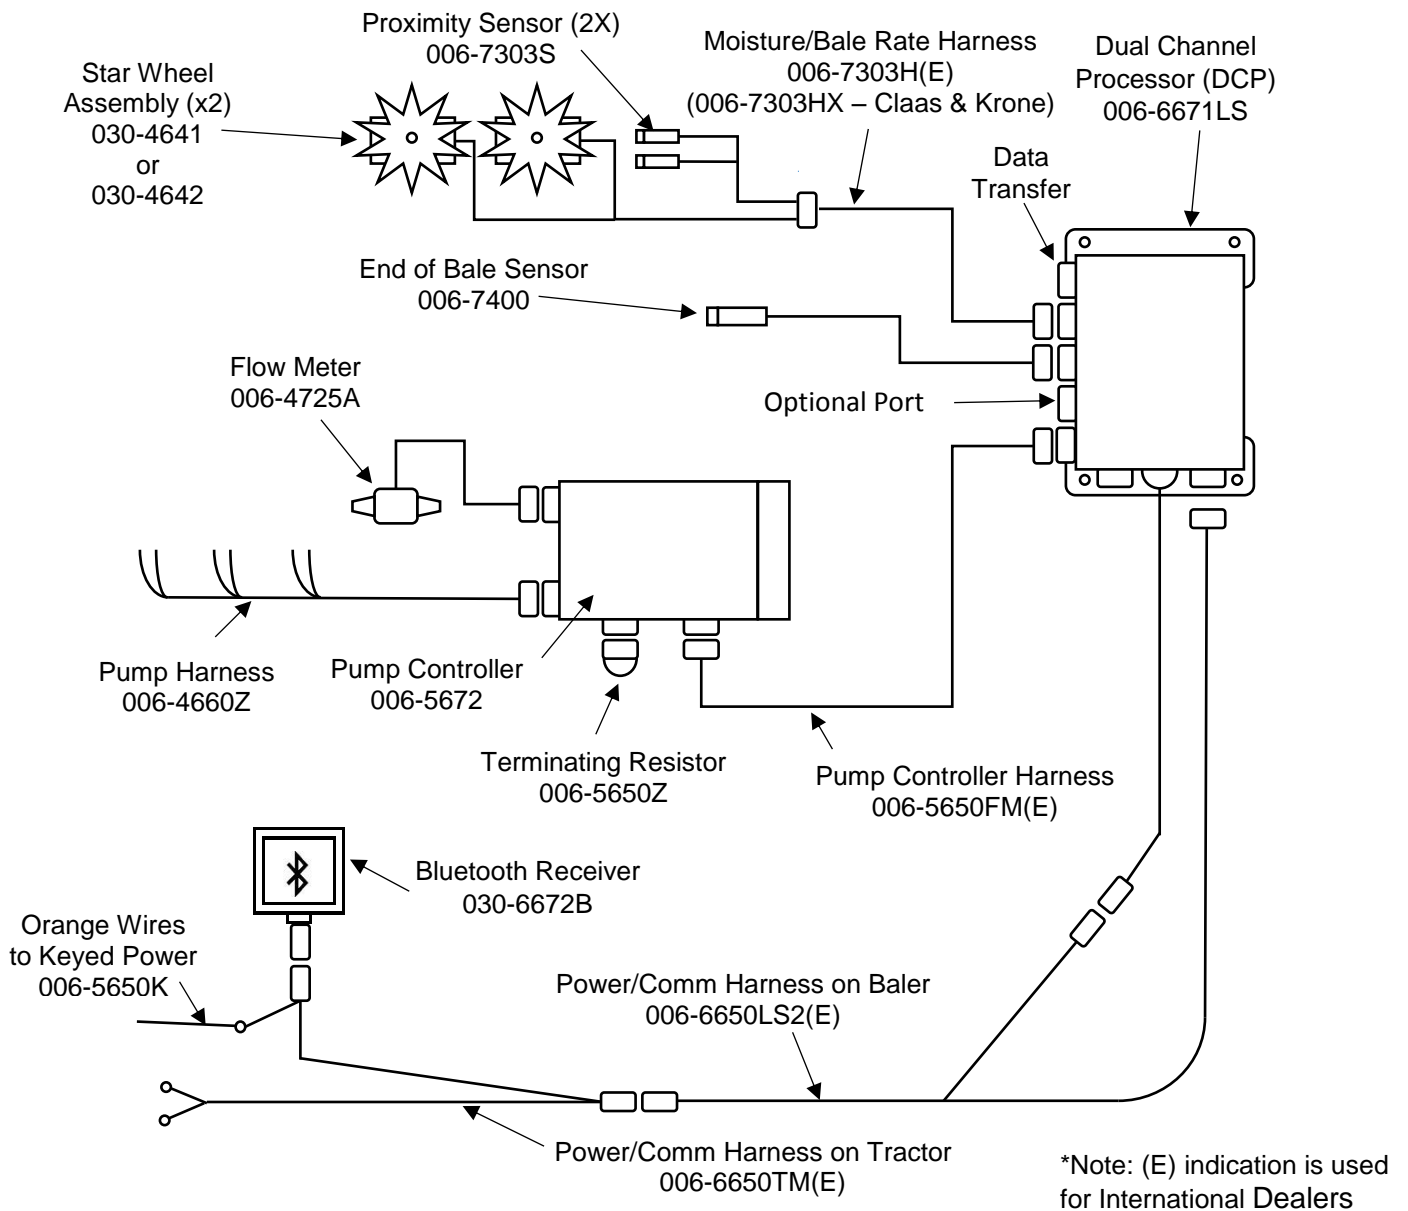 Proximity Sensor (2X)
006-7303S
Moisture/Bale Rate Harness
006-7303H(E)
(006-7303HX – Claas & Krone)
Dual Channel
Processor (DCP)
006-6671LS
Star Wheel
Assembly (x2)
030-4641
or
030-4642
Data
Transfer
End of Bale Sensor
006-7400
Flow Meter
006-4725A
Optional Port
Pump Harness
006-4660Z
Pump Controller
006-5672
Terminating Resistor
006-5650Z
Pump Controller Harness
006-5650FM(E)
Bluetooth Receiver
030-6672B
Orange Wires
to Keyed Power
006-5650K
Power/Comm Harness on Baler
006-6650LS2(E)
Power/Comm Harness on Tractor
006-6650TM(E)
*Note: (E) indication is used
for International Dealers